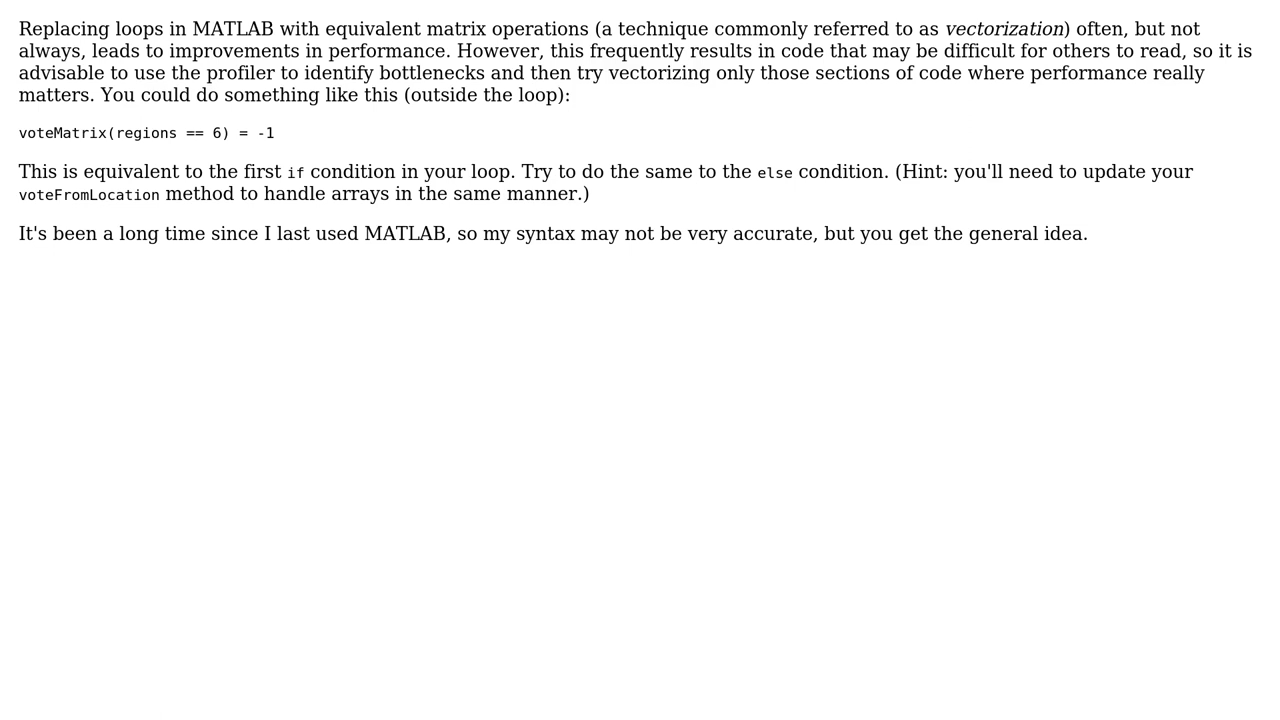 Replacing loops in MATLAB with equivalent matrix operations (a technique commonly referred to as vectorization) often, but not
always, leads to improvements in performance. However, this frequently results in code that may be difficult for others to read, so it is
advisable to use the profiler to identify bottlenecks and then try vectorizing only those sections of code where performance really
matters. You could do something like this (outside the loop):
voteMatrix(regions == 6) = -1
This is equivalent to the first if condition in your loop. Try to do the same to the else condition. (Hint: you'll need to update your
voteFromLocation method to handle arrays in the same manner.)
It's been a long time since I last used MATLAB, so my syntax may not be very accurate, but you get the general idea.